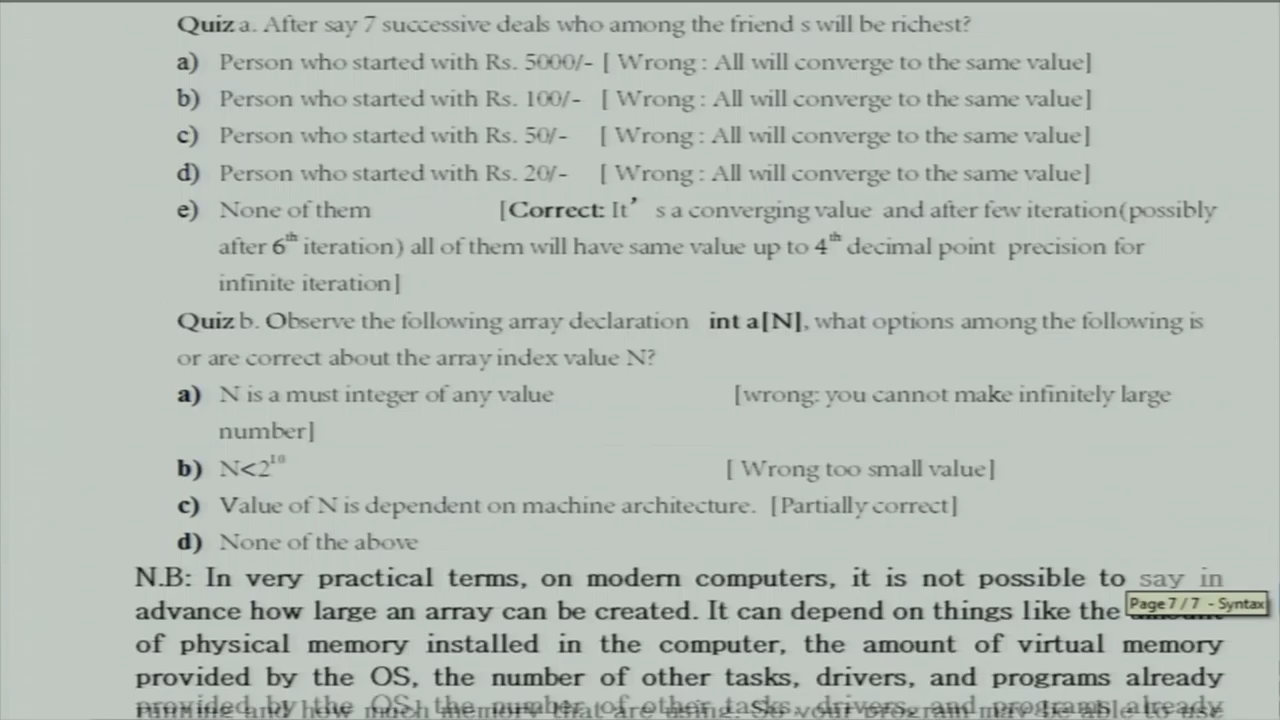 Quiz a. After say 7 successive deals who among the friend s will be richest?
a) Person who started with Rs. 5000/- [ Wrong : All will converge to the same value]
b) Person who started with Rs. 100/- [ Wrong : All will converge to the same value]
c) Person who started with Rs. 50/- [ Wrong : All will converge to the same value]
d) Person who started with Rs. 20/- [ Wrong : All will converge to the same value]
e) None of them [Correct: It’ s a converging value and after few iteration(possibly
after 6th iteration) all of them will have same value up to 4th decimal point precision for
infinite iteration]
Quiz b. Observe the following array declaration int a[N], what options among the following is
or are correct about the array index value N?
a) N is a must integer of any value [wrong: you cannot make infinitely large
number]
b) N<2^10 [ Wrong too small value]
c) Value of N is dependent on machine architecture. [Partially correct]
d) None of the above
N.B: In very practical terms, on modern computers, it is not possible to say in
advance how large an array can be created. It can depend on things like the
Page 7 / 7 - Syntax
of physical memory installed in the computer, the amount of virtual memory
provided by the OS, the number of other tasks, drivers, and programs already